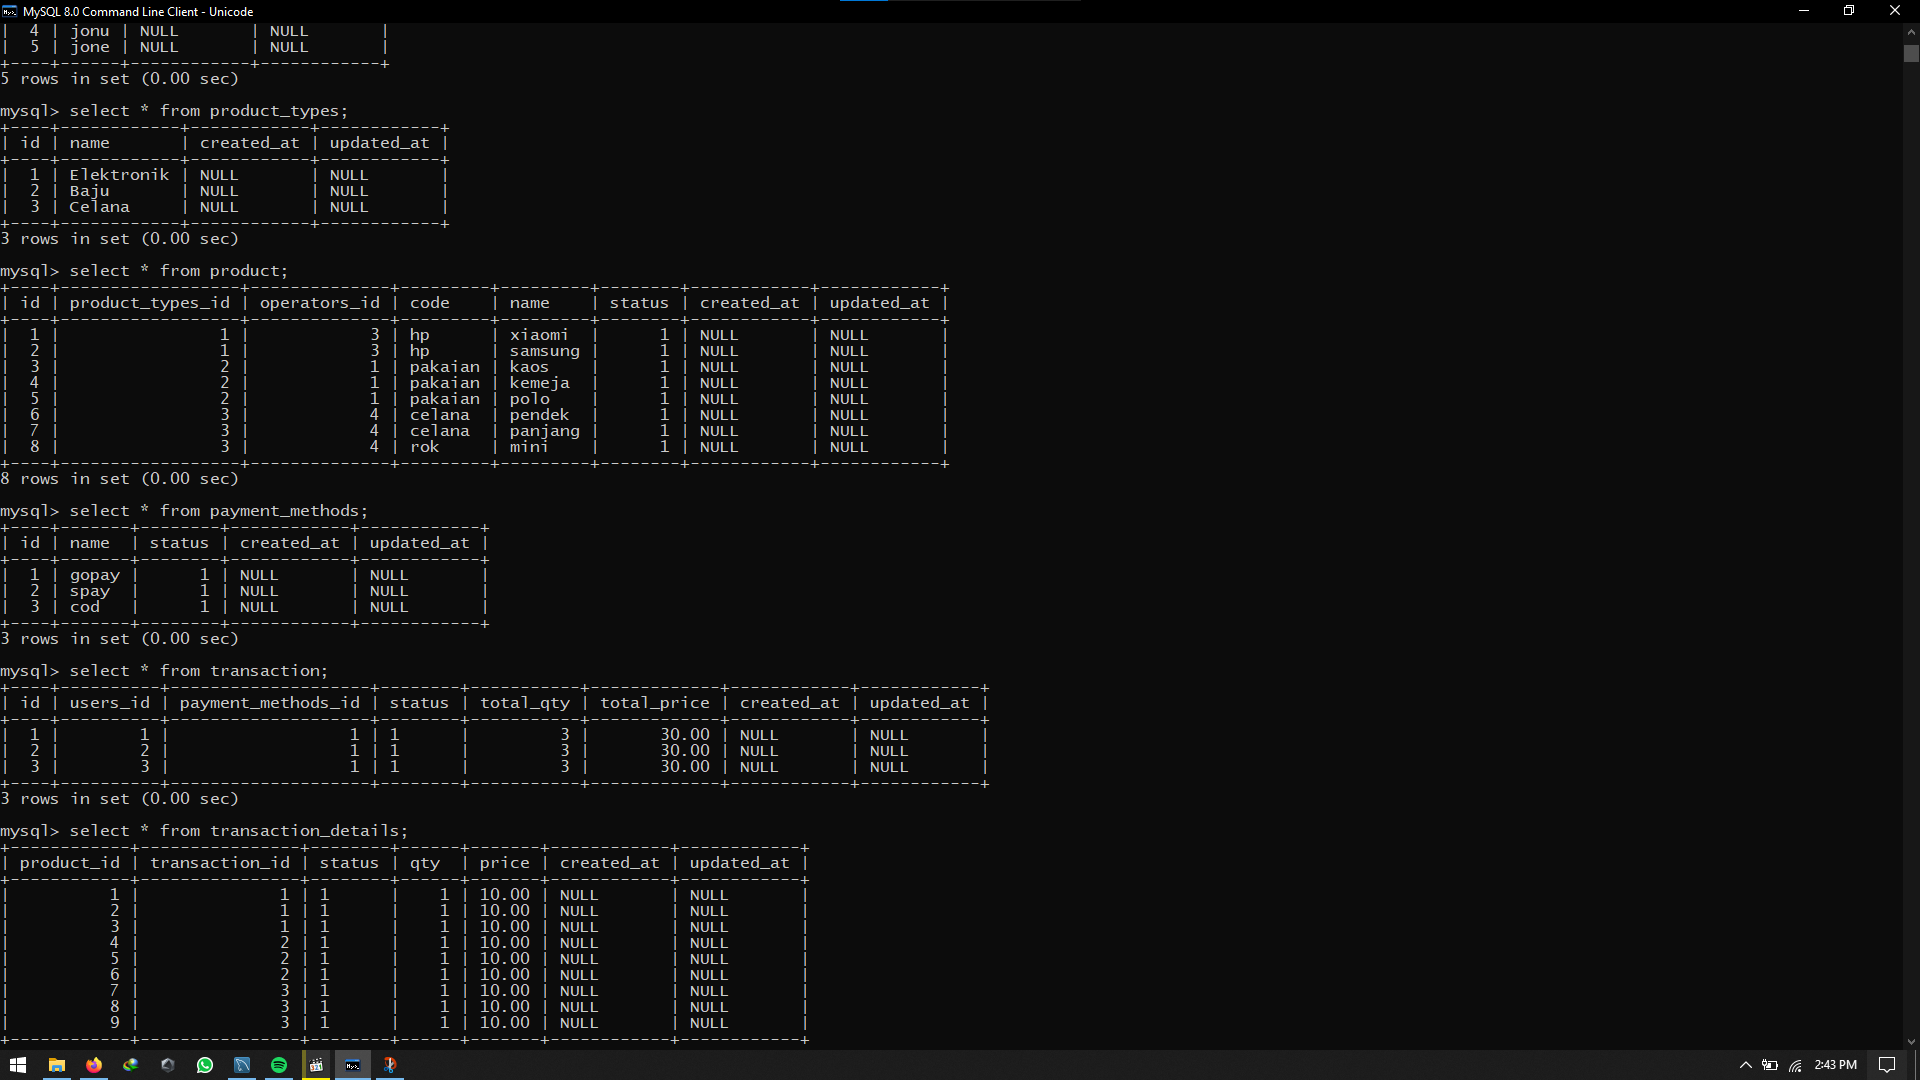 MySQL 8.0 Command Line Client - Unicode
|  4 | jonu | NULL       | NULL       |
|  5 | jone | NULL       | NULL       |
+----+------+------------+------------+
5 rows in set (0.00 sec)
mysql> select * from product_types;
+----+------------+------------+------------+
| id | name       | created_at | updated_at |
+----+------------+------------+------------+
|  1 | Elektronik | NULL       | NULL       |
|  2 | Baju       | NULL       | NULL       |
|  3 | Celana     | NULL       | NULL       |
+----+------------+------------+------------+
3 rows in set (0.00 sec)
mysql> select * from product;
+----+------------------+--------------+---------+---------+--------+------------+------------+
| id | product_types_id | operators_id | code    | name    | status | created_at | updated_at |
+----+------------------+--------------+---------+---------+--------+------------+------------+
|  1 |                1 |            3 | hp      | xiaomi  |      1 | NULL       | NULL       |
|  2 |                1 |            3 | hp      | samsung |      1 | NULL       | NULL       |
|  3 |                2 |            1 | pakaian | kaos    |      1 | NULL       | NULL       |
|  4 |                2 |            1 | pakaian | kemeja  |      1 | NULL       | NULL       |
|  5 |                2 |            1 | pakaian | polo    |      1 | NULL       | NULL       |
|  6 |                3 |            4 | celana  | pendek  |      1 | NULL       | NULL       |
|  7 |                3 |            4 | celana  | panjang |      1 | NULL       | NULL       |
|  8 |                3 |            4 | rok     | mini    |      1 | NULL       | NULL       |
+----+------------------+--------------+---------+---------+--------+------------+------------+
8 rows in set (0.00 sec)
mysql> select * from payment_methods;
+----+-------+--------+------------+------------+
| id | name  | status | created_at | updated_at |
+----+-------+--------+------------+------------+
|  1 | gopay |      1 | NULL       | NULL       |
|  2 | spay  |      1 | NULL       | NULL       |
|  3 | cod   |      1 | NULL       | NULL       |
+----+-------+--------+------------+------------+
3 rows in set (0.00 sec)
mysql> select * from transaction;
+----+----------+--------------------+--------+-----------+-------------+------------+------------+
| id | users_id | payment_methods_id | status | total_qty | total_price | created_at | updated_at |
+----+----------+--------------------+--------+-----------+-------------+------------+------------+
|  1 |        1 |                  1 | 1      |         3 |       30.00 | NULL       | NULL       |
|  2 |        2 |                  1 | 1      |         3 |       30.00 | NULL       | NULL       |
|  3 |        3 |                  1 | 1      |         3 |       30.00 | NULL       | NULL       |
+----+----------+--------------------+--------+-----------+-------------+------------+------------+
3 rows in set (0.00 sec)
mysql> select * from transaction_details;
+------------+----------------+--------+------+-------+------------+------------+
| product_id | transaction_id | status | qty  | price | created_at | updated_at |
+------------+----------------+--------+------+-------+------------+------------+
|          1 |              1 | 1      |    1 | 10.00 | NULL       | NULL       |
|          2 |              1 | 1      |    1 | 10.00 | NULL       | NULL       |
|          3 |              1 | 1      |    1 | 10.00 | NULL       | NULL       |
|          4 |              2 | 1      |    1 | 10.00 | NULL       | NULL       |
|          5 |              2 | 1      |    1 | 10.00 | NULL       | NULL       |
|          6 |              2 | 1      |    1 | 10.00 | NULL       | NULL       |
|          7 |              3 | 1      |    1 | 10.00 | NULL       | NULL       |
|          8 |              3 | 1      |    1 | 10.00 | NULL       | NULL       |
|          9 |              3 | 1      |    1 | 10.00 | NULL       | NULL       |
+------------+----------------+--------+------+-------+------------+------------+
2:43 PM